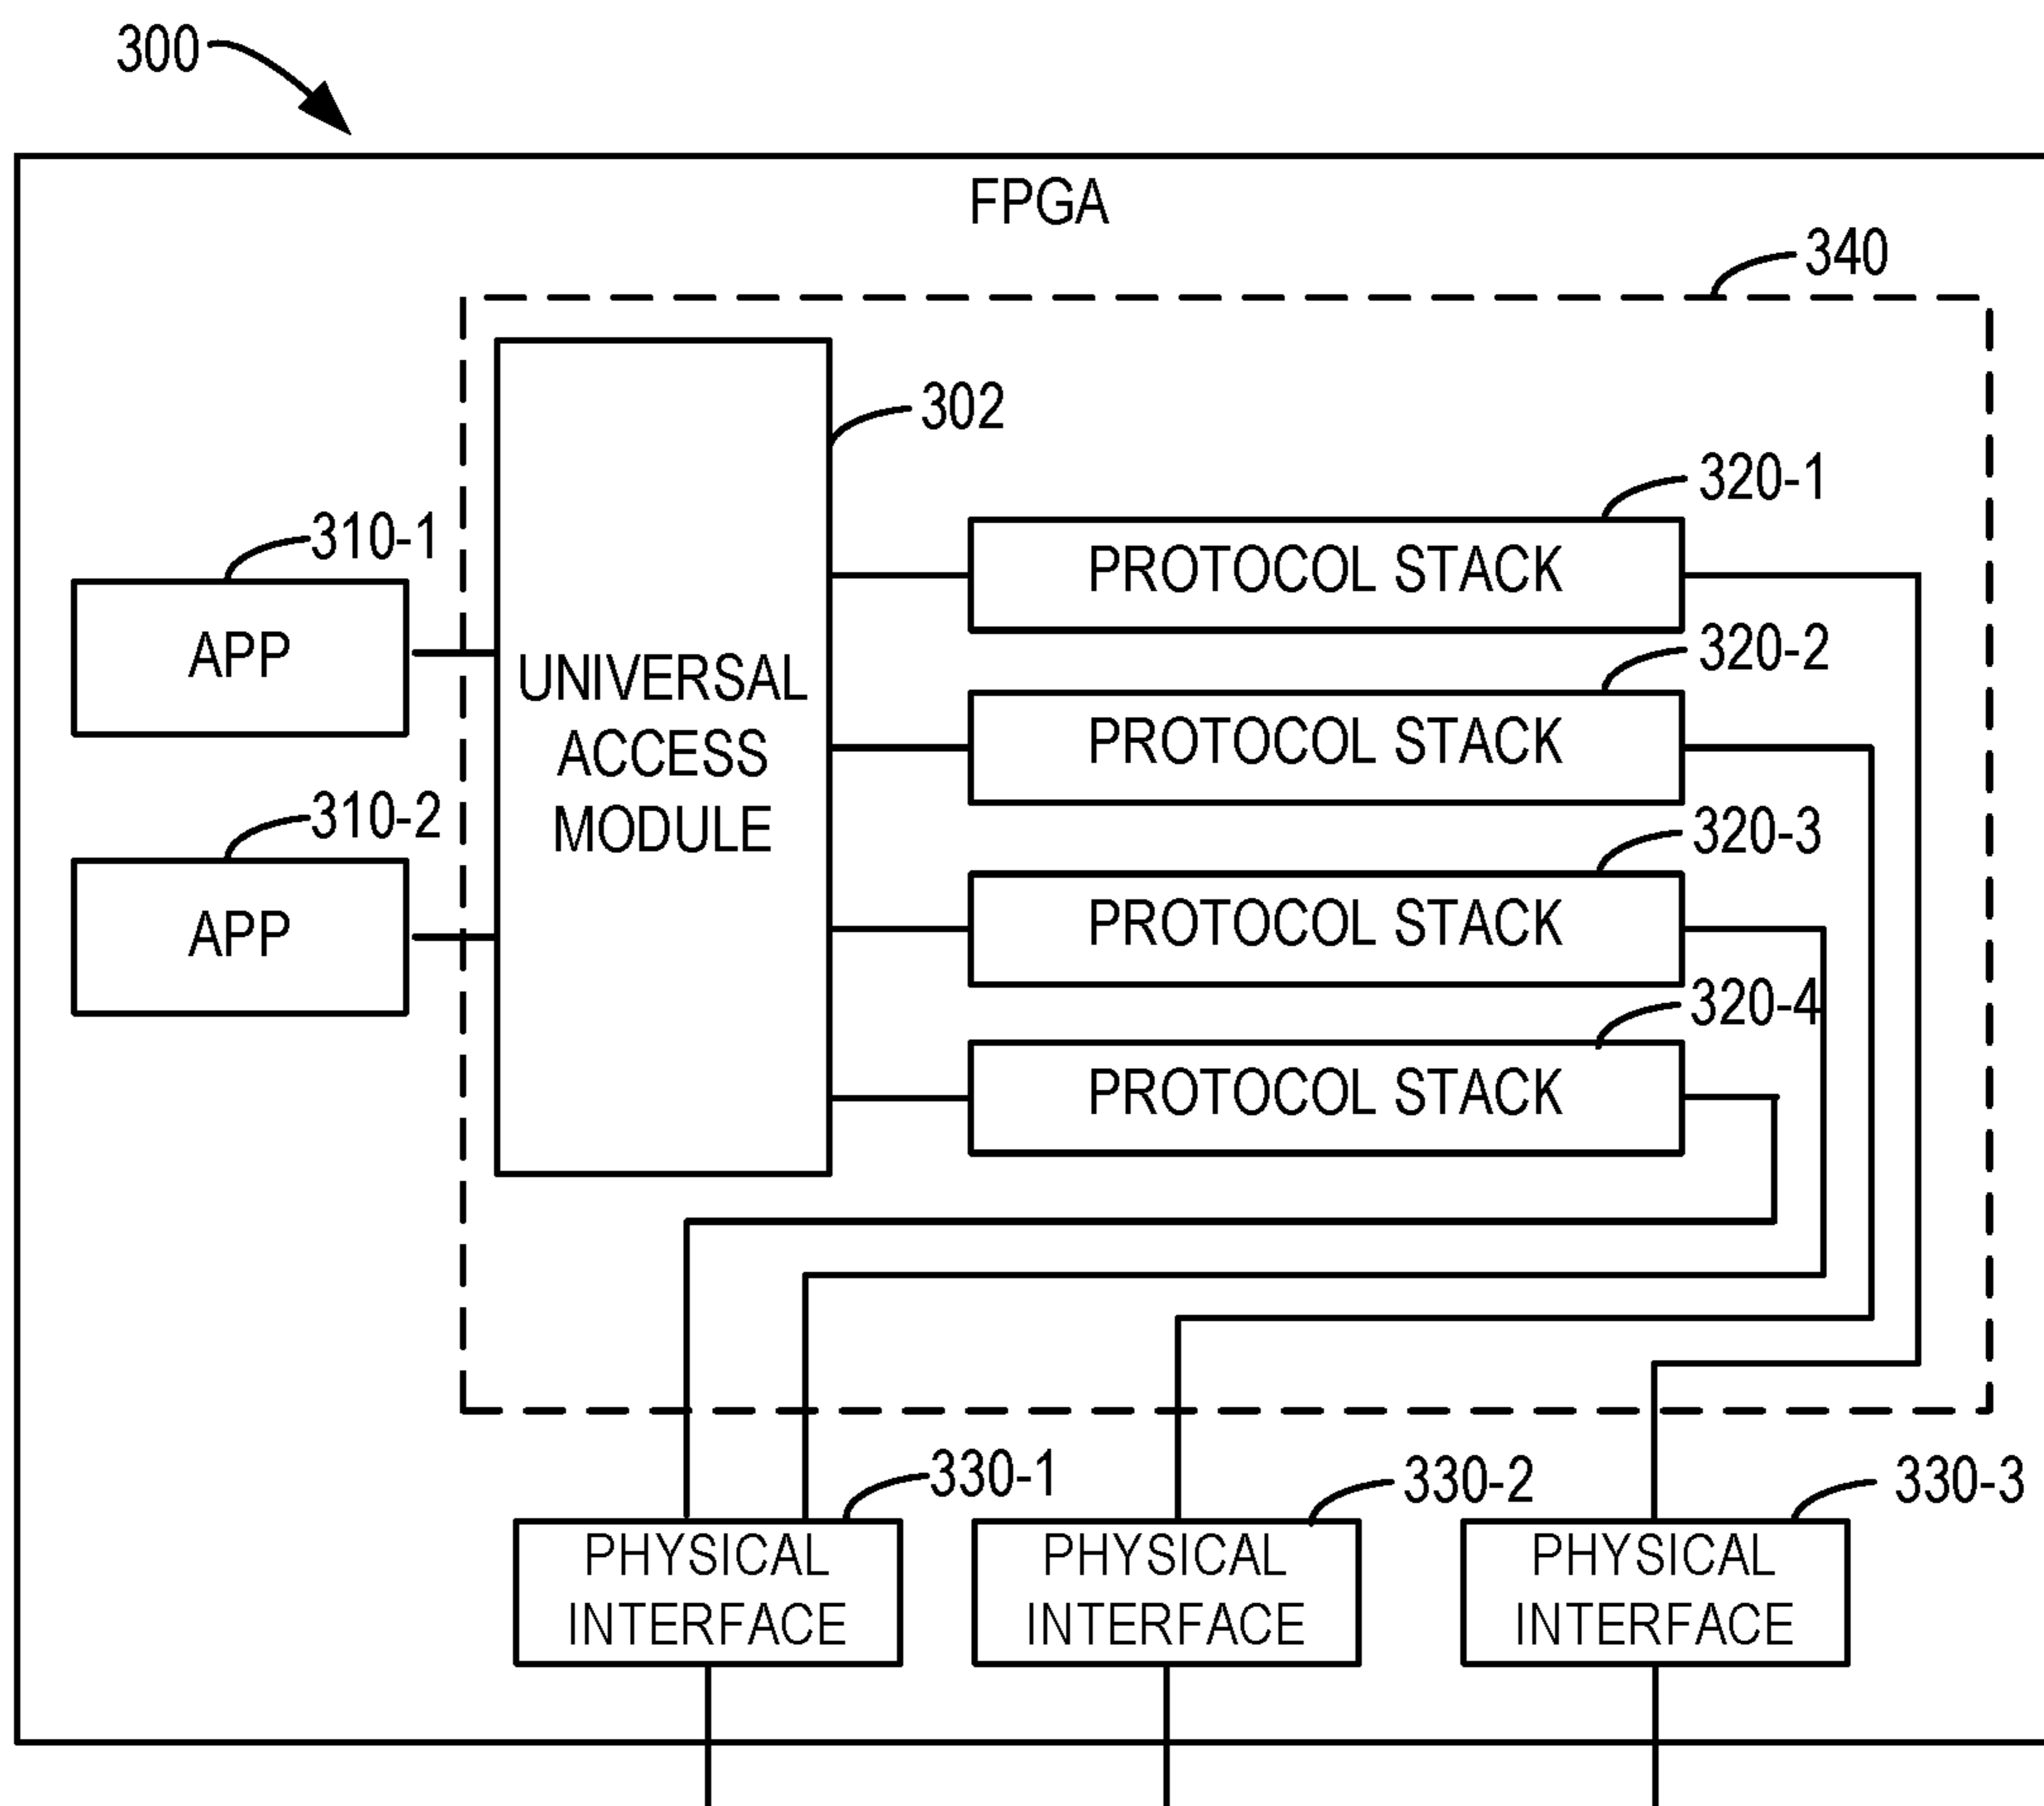 300
FPGA
340
302
320-1
PROTOCOL STACK
310-1
APP
320-2
PROTOCOL STACK
UNIVERSAL
ACCESS
MODULE
310-2
APP
320-3
PROTOCOL STACK
320-4
PROTOCOL STACK
330-1
PHYSICAL
INTERFACE
330-2
PHYSICAL
INTERFACE
330-3
PHYSICAL
INTERFACE